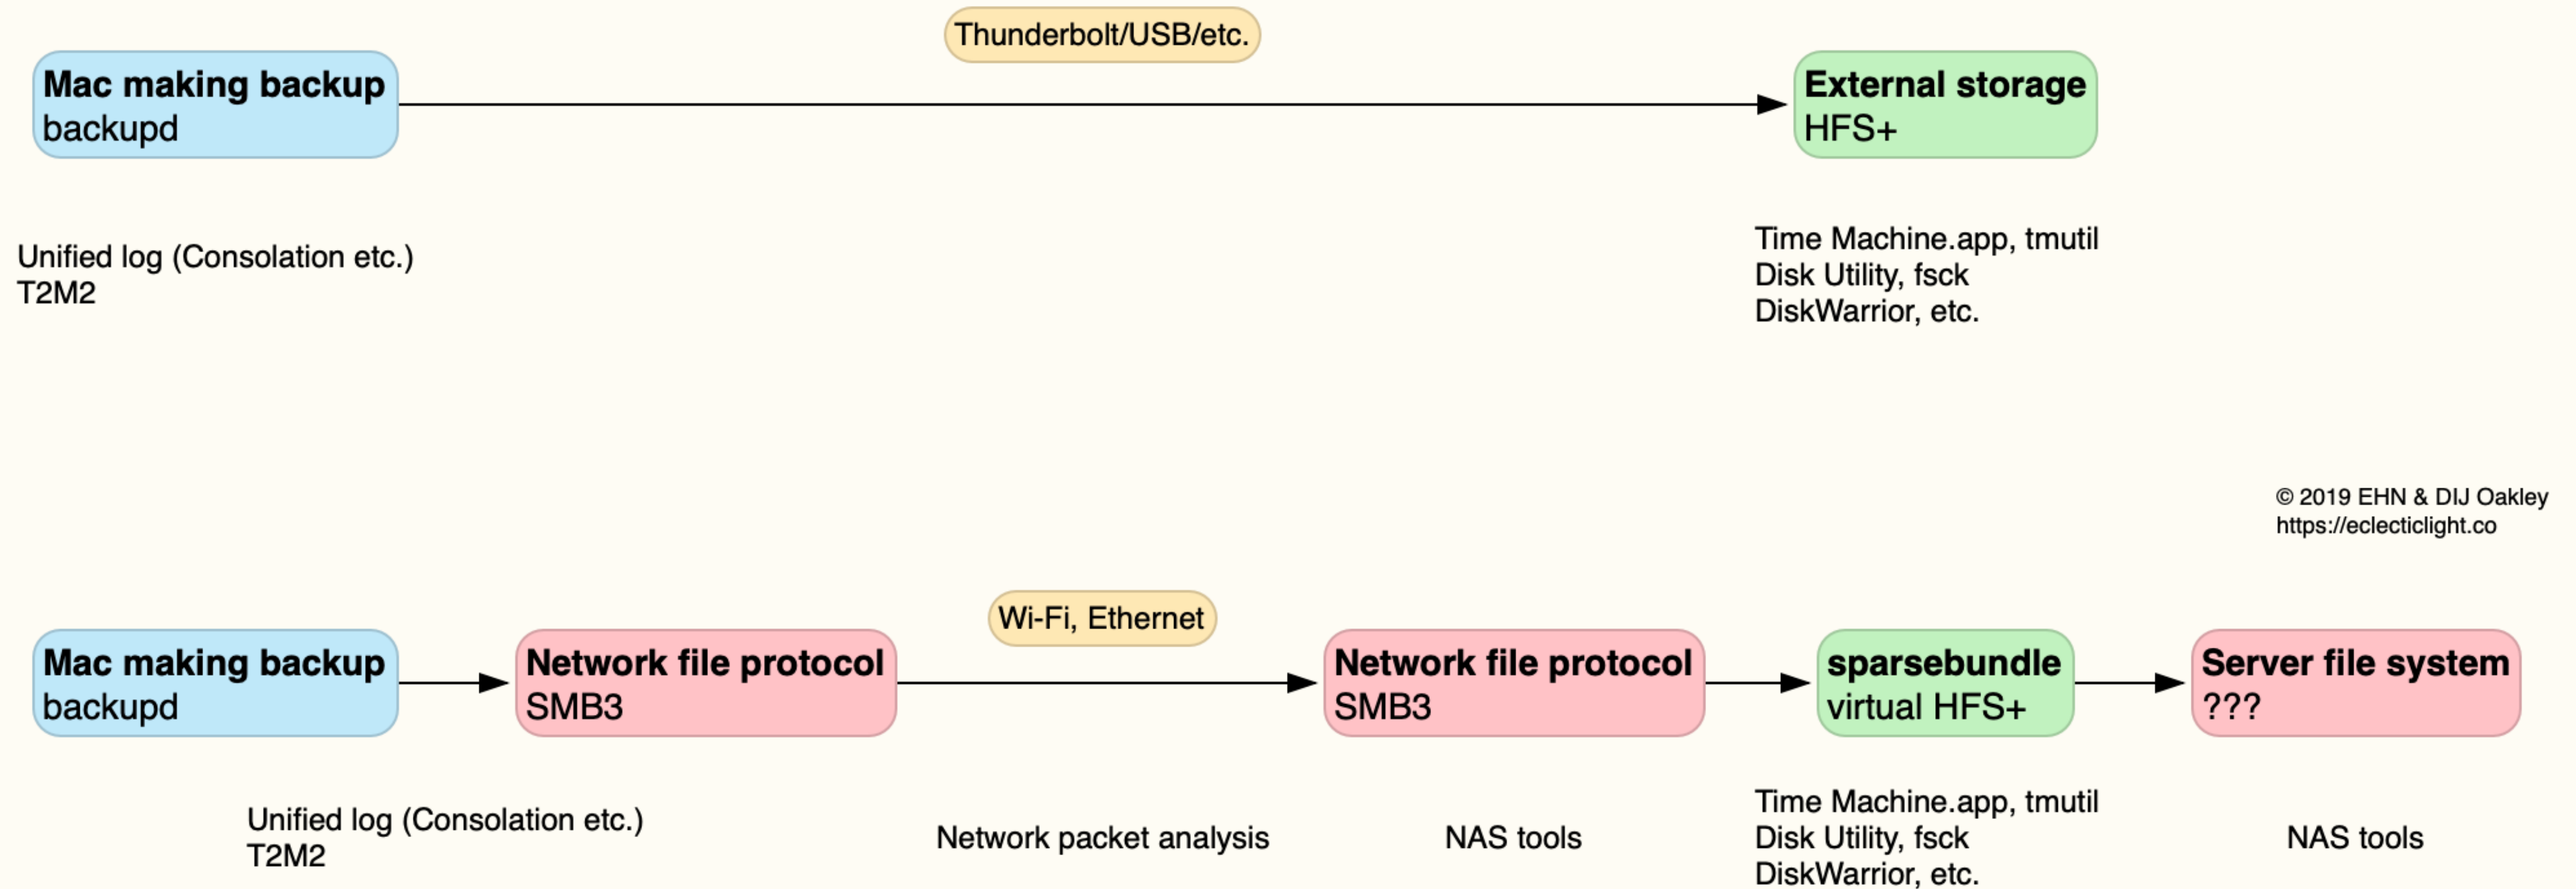 Thunderbolt/USB/etc.
Mac making backup
backupd
External storage
HFS+
Unified log (Consolation etc.)
T2M2
Time Machine.app, tmutil
Disk Utility, fsck
DiskWarrior, etc.
© 2019 EHN & DIJ Oakley
https://eclecticlight.co
Wi-Fi, Ethernet
Mac making backup
backupd
Network file protocol
SMB3
Network file protocol
SMB3
sparsebundle
virtual HFS+
Server file system
???
Unified log (Consolation etc.)
T2M2
Network packet analysis
NAS tools
Time Machine.app, tmutil
Disk Utility, fsck
DiskWarrior, etc.
NAS tools